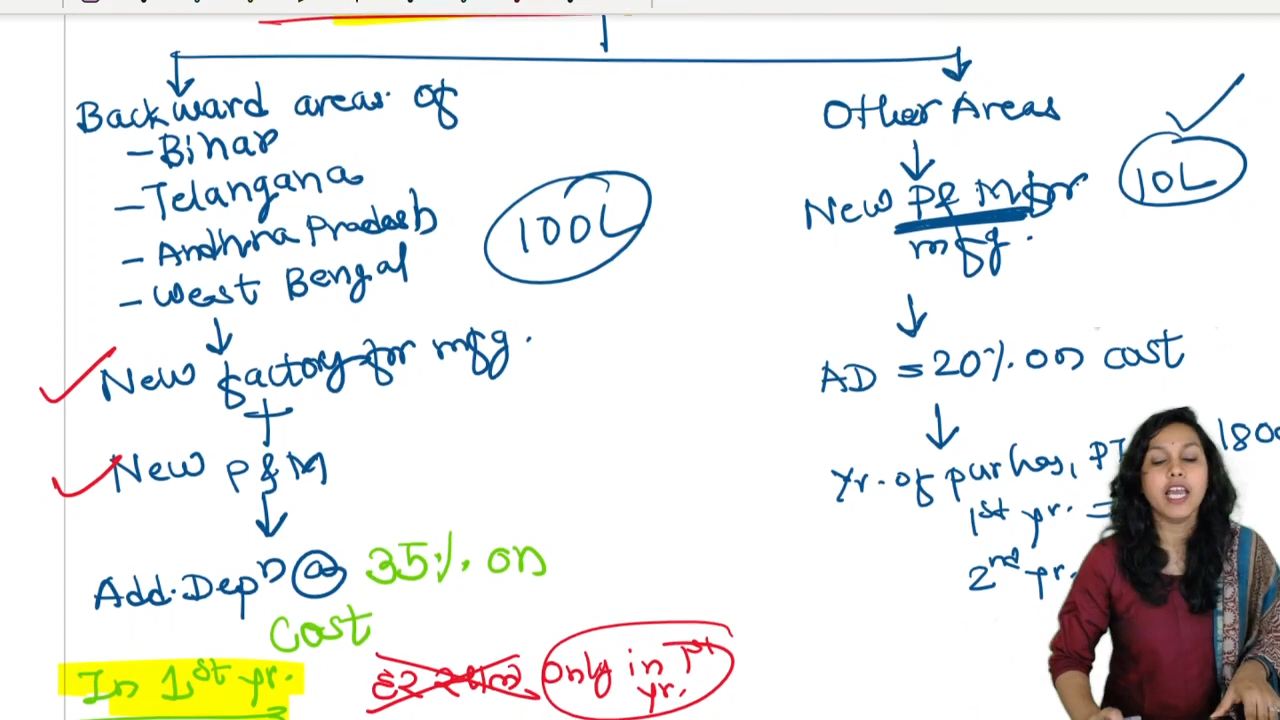 Backward areas of
- Bihar
- Telangana
- Andhra Pradesh
- West Bengal
100L
New factory for mfg.
+
New P & M
Add. Depn @ 35% on
Cost
In 1st yr.
Only in 1st
yr.
Other Areas
New P & M for
mfg.
10L
AD = 20% on cost
Yr. of purchas,
1st yr. =
2nd yr.